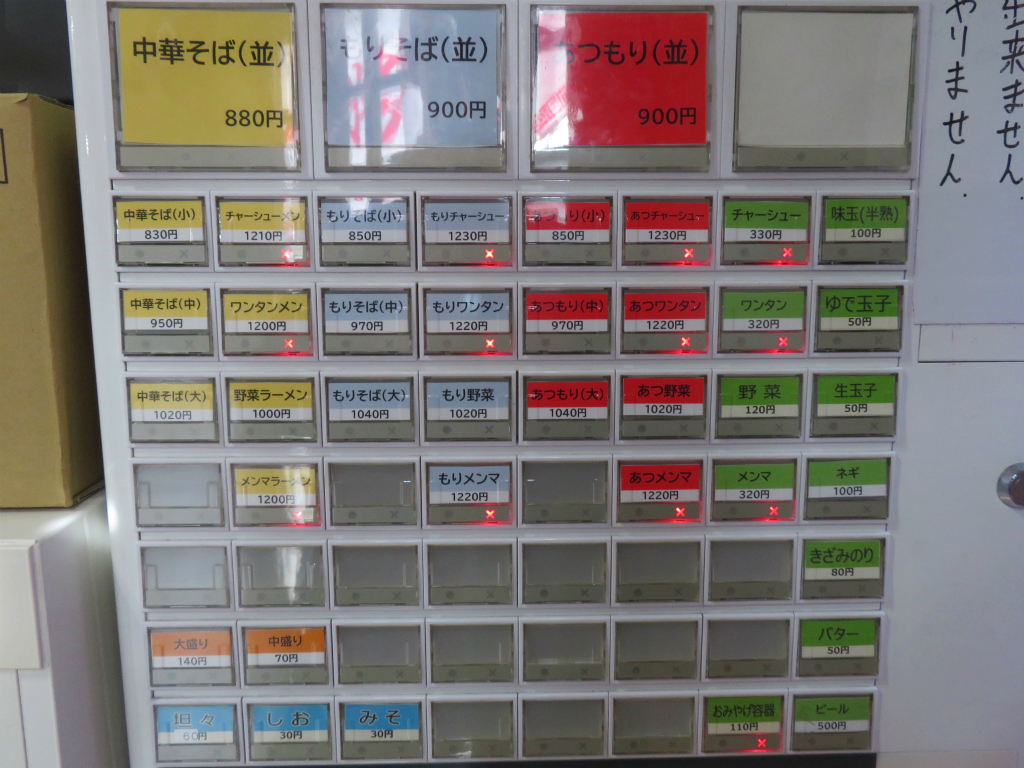 中華そば(並)
880円
もりそば(並)
900円
あつもり(並)
900円
出来ません.
やりません.
中華そば(小)
830円
チャーシューメン
1210円
もりそば(小)
850円
もりチャーシュー
1230円
あつもり(小)
850円
あつチャーシュー
1230円
チャーシュー
330円
味玉(半熟)
100円
中華そば(中)
950円
ワンタンメン
1200円
もりそば(中)
970円
もりワンタン
1220円
あつもり(中)
970円
あつワンタン
1220円
ワンタン
320円
ゆで玉子
50円
中華そば(大)
1020円
野菜ラーメン
1000円
もりそば(大)
1040円
もり野菜
1020円
あつもり(大)
1040円
あつ野菜
1020円
野菜
120円
生玉子
50円
メンマラーメン
1200円
もりメンマ
1220円
あつメンマ
1220円
メンマ
320円
ネギ
100円
きざみのり
80円
大盛り
140円
中盛り
70円
バター
50円
坦々
60円
しお
30円
みそ
30円
おみやげ容器
110円
ビール
500円